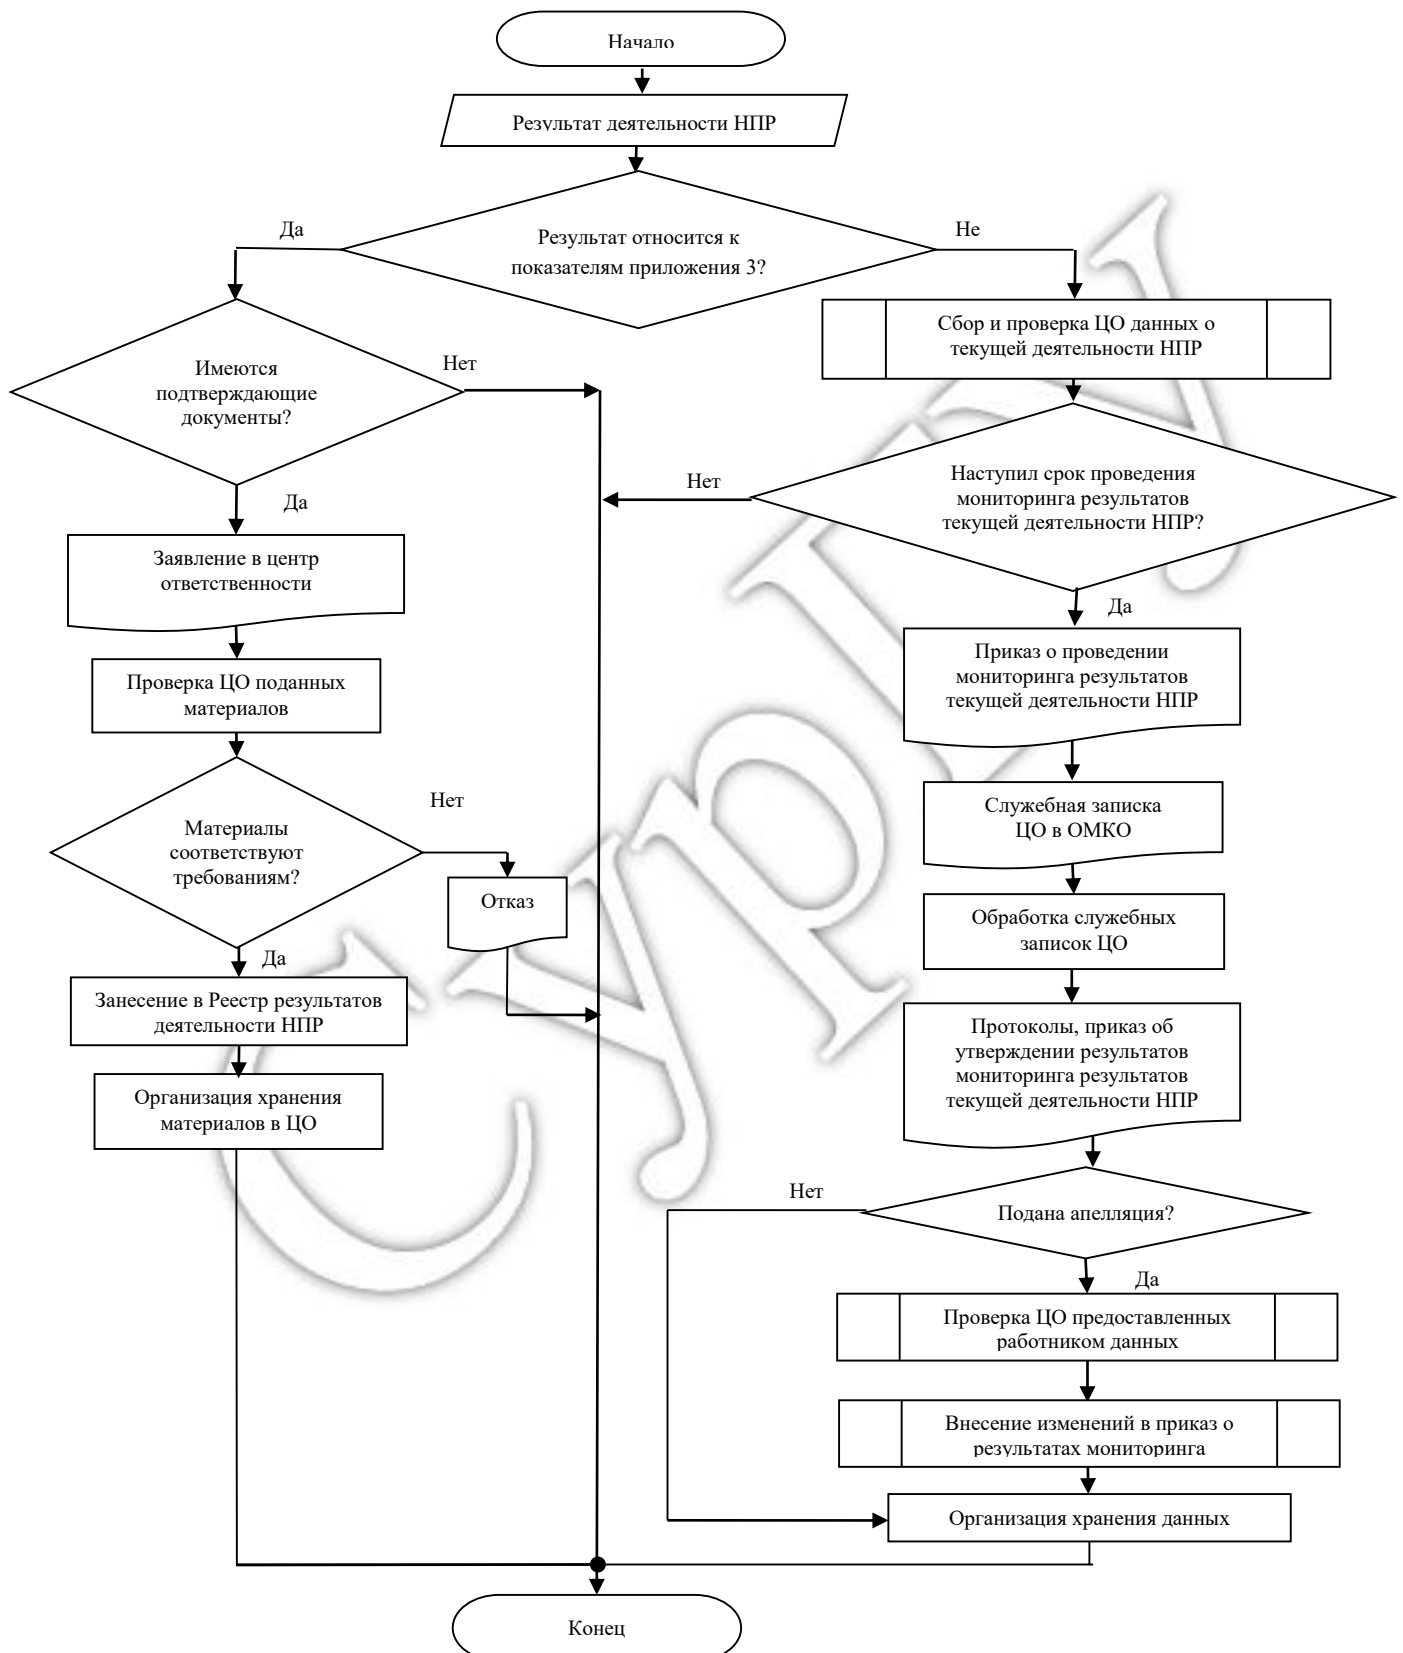 Начало
Результат деятельности НПР
Да
Не
Результат относится к
показателям приложения 3?
Сбор и проверка ЦО данных о
текущей деятельности НПР
Имеются
подтверждающие
документы?
Нет
Наступил срок проведения
мониторинга результатов
текущей деятельности НПР?
Нет
Да
Да
Заявление в центр
ответственности
Приказ о проведении
мониторинга результатов
текущей деятельности НПР
Проверка ЦО поданных
материалов
Служебная записка
ЦО в ОМКО
Материалы
соответствуют
требованиям?
Нет
Отказ
Обработка служебных
записок ЦО
Да
Занесение в Реестр результатов
деятельности НПР
Протоколы, приказ об
утверждении результатов
мониторинга результатов
текущей деятельности НПР
Организация хранения
материалов в ЦО
Нет
Подана апелляция?
Да
Проверка ЦО предоставленных
работником данных
Внесение изменений в приказ о
результатах мониторинга
Организация хранения данных
Конец
СурГУ